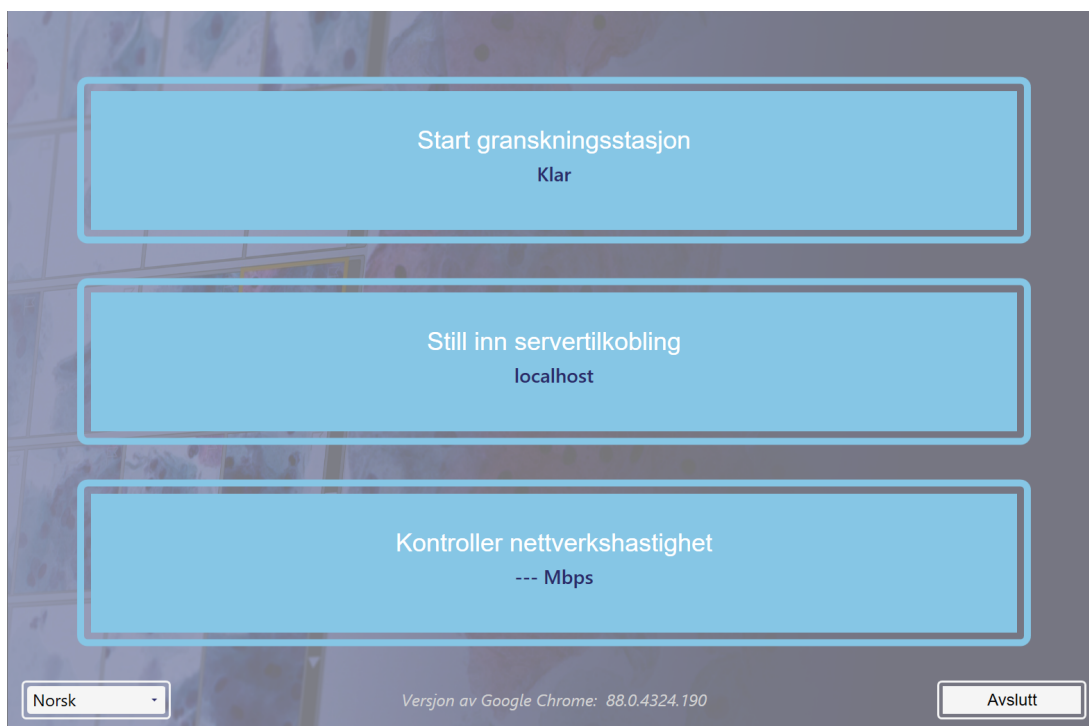 Start granskningsstasjon
Klar
Still inn servertilkobling
localhost
Kontroller nettverkshastighet
--- Mbps
Norsk
Versjon av Google Chrome: 88.0.4324.190
Avslutt